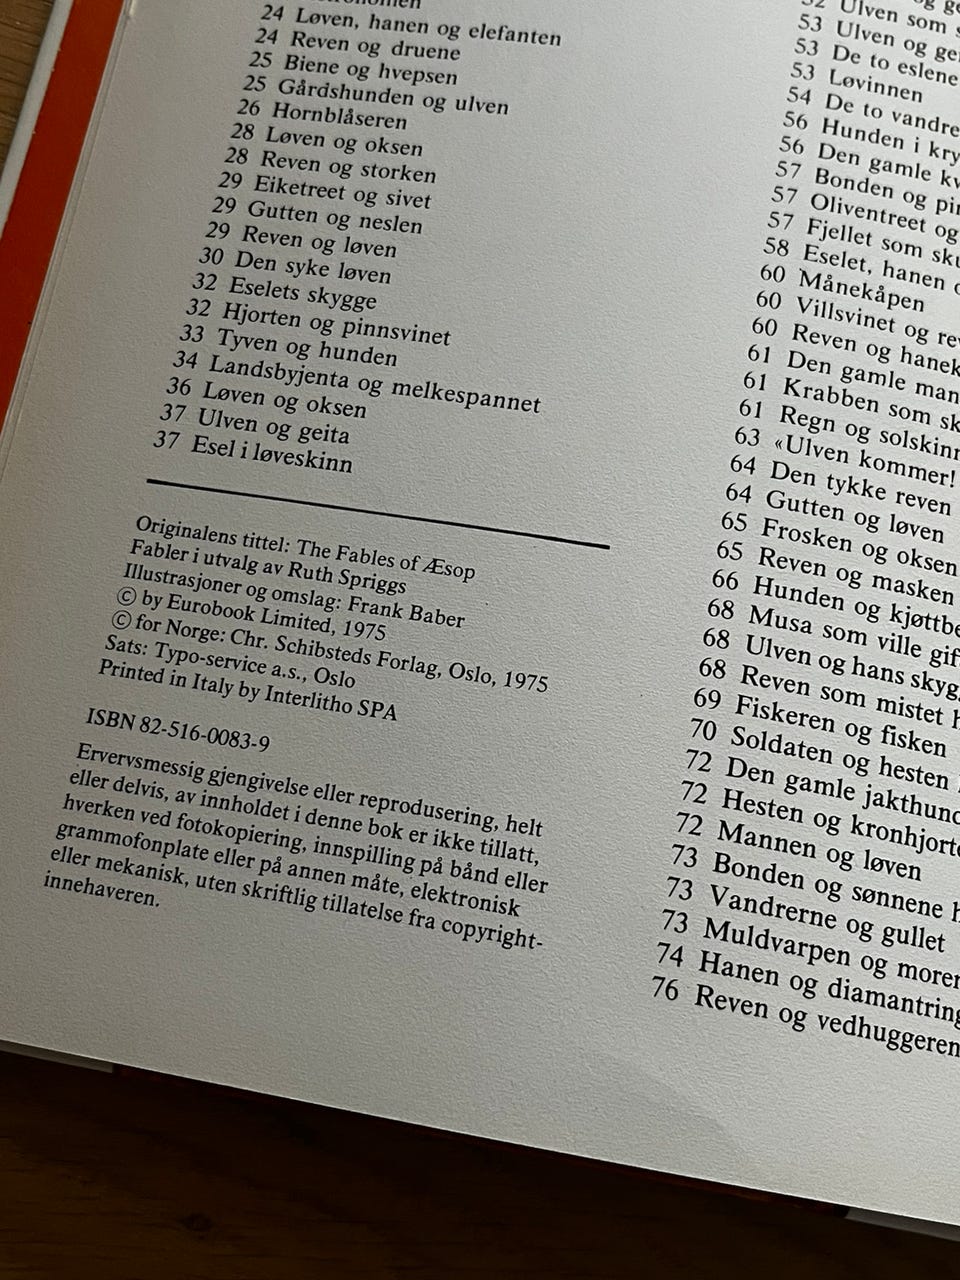 24 Løven, hanen og elefanten
24 Reven og druene
25 Biene og hvepsen
25 Gårdshunden og ulven
26 Hornblåseren
28 Løven og oksen
28 Reven og storken
29 Eiketreet og sivet
29 Gutten og neslen
29 Reven og løven
30 Den syke løven
32 Eselets skygge
32 Hjorten og pinnsvinet
33 Tyven og hunden
34 Landsbyjenta og melkespannet
36 Løven og oksen
37 Ulven og geita
37 Esel i løveskinn
Originalens tittel: The Fables of Æsop
Fabler i utvalg av Ruth Spriggs
Illustrasjoner og omslag: Frank Baber
© by Eurobook Limited, 1975
© for Norge: Chr. Schibsteds Forlag, Oslo, 1975
Sats: Typo-service a.s., Oslo
Printed in Italy by Interlitho SPA
ISBN 82-516-0083-9
Ervervsmessig gjengivelse eller reprodusering, helt
eller delvis, av innholdet i denne bok er ikke tillatt,
hverken ved fotokopiering, innspilling på bånd eller
grammofonplate eller på annen måte, elektronisk
eller mekanisk, uten skriftlig tillatelse fra copyright-
innehaveren.
52 Ulven som
53 Ulven og
53 De to eslene
53 Løvinnen
54 De to
56 Hunden i
56 Den gamle
57 Bonden og
57 Oliventreet og
57 Fjellet som
58 Eselet, hanen
60 Månekåpen
60 Villsvinet og
60 Reven og
61 Den gamle
61 Krabben som
61 Regn og solskinn
63 «Ulven kommer!
64 Den tykke reven
64 Gutten og løven
65 Frosken og oksen
65 Reven og masken
66 Hunden og
68 Musa som ville
68 Ulven og hans
68 Reven som mistet
69 Fiskeren og fisken
70 Soldaten og hesten
72 Den gamle
72 Hesten og
72 Mannen og løven
73 Bonden og sønnene
73 Vandrerne og gullet
73 Muldvarpen og
74 Hanen og
76 Reven og vedhuggeren